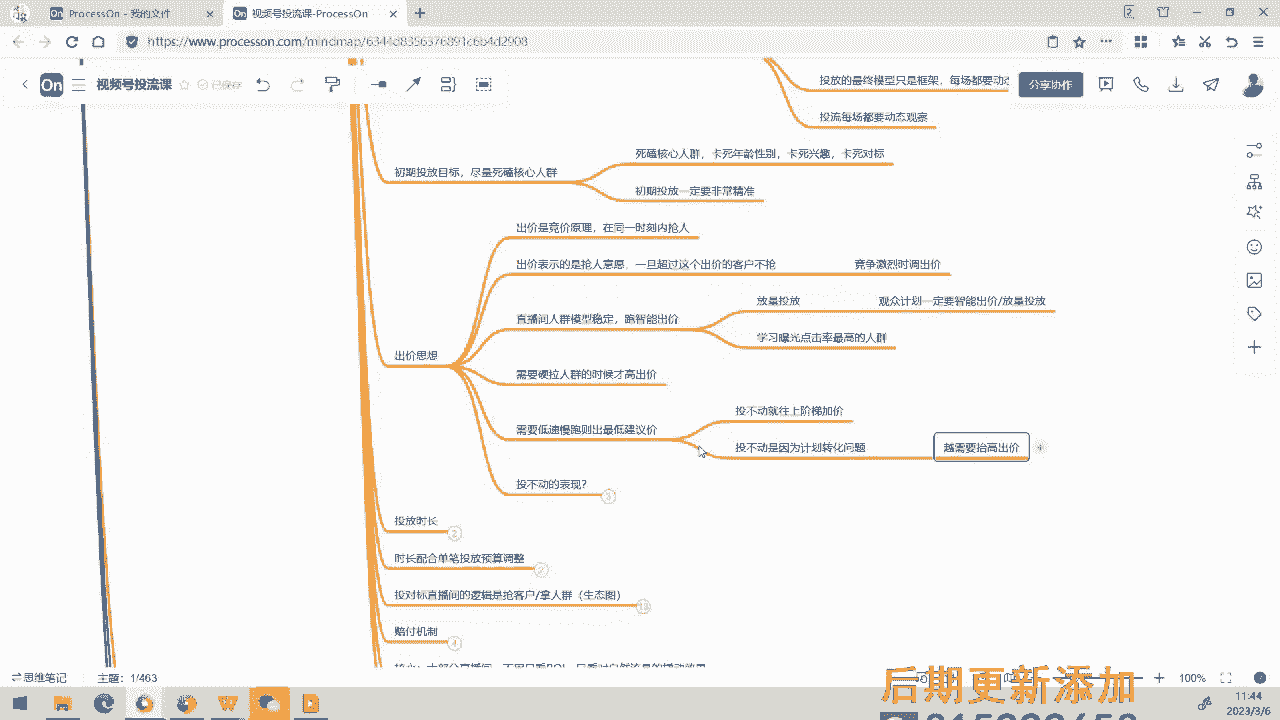 ProcessOn - 我的文件
视频号投流课-ProcessOn
视频号投流课
已保存
分享协作
投放的最终模型只是框架，每场都要动态
投流每场都要动态观察
初期投放目标，尽量死磕核心人群
死磕核心人群，卡死年龄性别，卡死兴趣，卡死对标
初期投放一定要非常精准
出价思想
出价是竞价原理，在同一时刻内抢人
出价表示的是抢人意愿，一旦超过这个出价的客户不抢
竞争激烈时调出价
直播间人群模型稳定，跑智能出价
放量投放
观众计划一定要智能出价/放量投放
学习曝光点击率最高的人群
需要硬拉人群的时候才高出价
需要低速慢跑则出最低建议价
投不动就往上阶梯加价
投不动是因为计划转化问题
越需要抬高出价
投不动的表现？
投放时长
2
时长配合单笔投放预算调整
投对标直播间的逻辑是抢客户/拿人群（生态图）
赔付机制
4
思维笔记
主题：1/463
100%
后期更新添加
11:44
2023/3/6